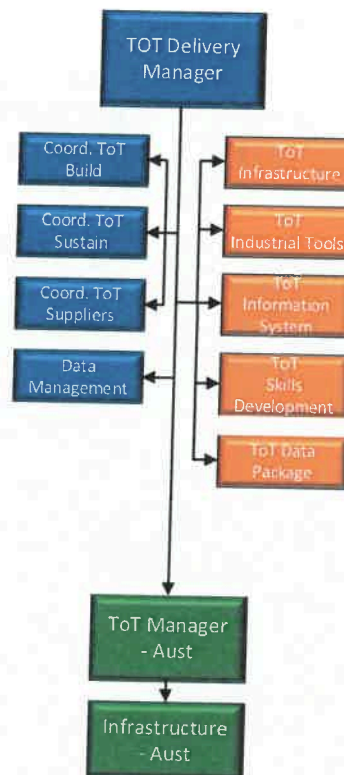 TOT Delivery
Manager
Coord. ToT
Build
ToT
Infrastructure
Coord. ToT
Sustain
ToT
Industrial Tools
Coord. ToT
Suppliers
ToT
Information
System
Data
Management
ToT
Skills
Development
ToT Data
Package
ToT Manager
- Aust
Infrastructure
- Aust